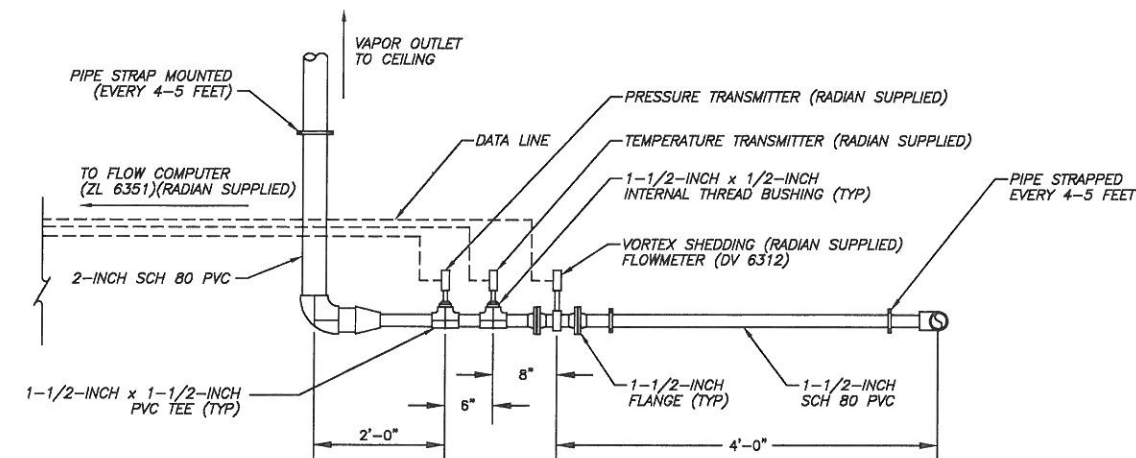 VAPOR OUTLET
TO CEILING
PIPE STRAP MOUNTED
(EVERY 4-5 FEET)
PRESSURE TRANSMITTER (RADIAN SUPPLIED)
DATA LINE
TEMPERATURE TRANSMITTER (RADIAN SUPPLIED)
TO FLOW COMPUTER
(ZL 6351)(RADIAN SUPPLIED)
1-1/2-INCH x 1/2-INCH
INTERNAL THREAD BUSHING (TYP)
PIPE STRAPPED
EVERY 4-5 FEET
VORTEX SHEDDING (RADIAN SUPPLIED)
FLOWMETER (DV 6312)
2-INCH SCH 80 PVC
8"
6"
1-1/2-INCH x 1-1/2-INCH
PVC TEE (TYP)
1-1/2-INCH
FLANGE (TYP)
1-1/2-INCH
SCH 80 PVC
2'-0"
4'-0"